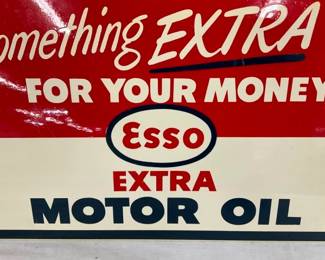 omething EXTRA
FOR YOUR MONEY
Esso
EXTRA
MOTOR OIL